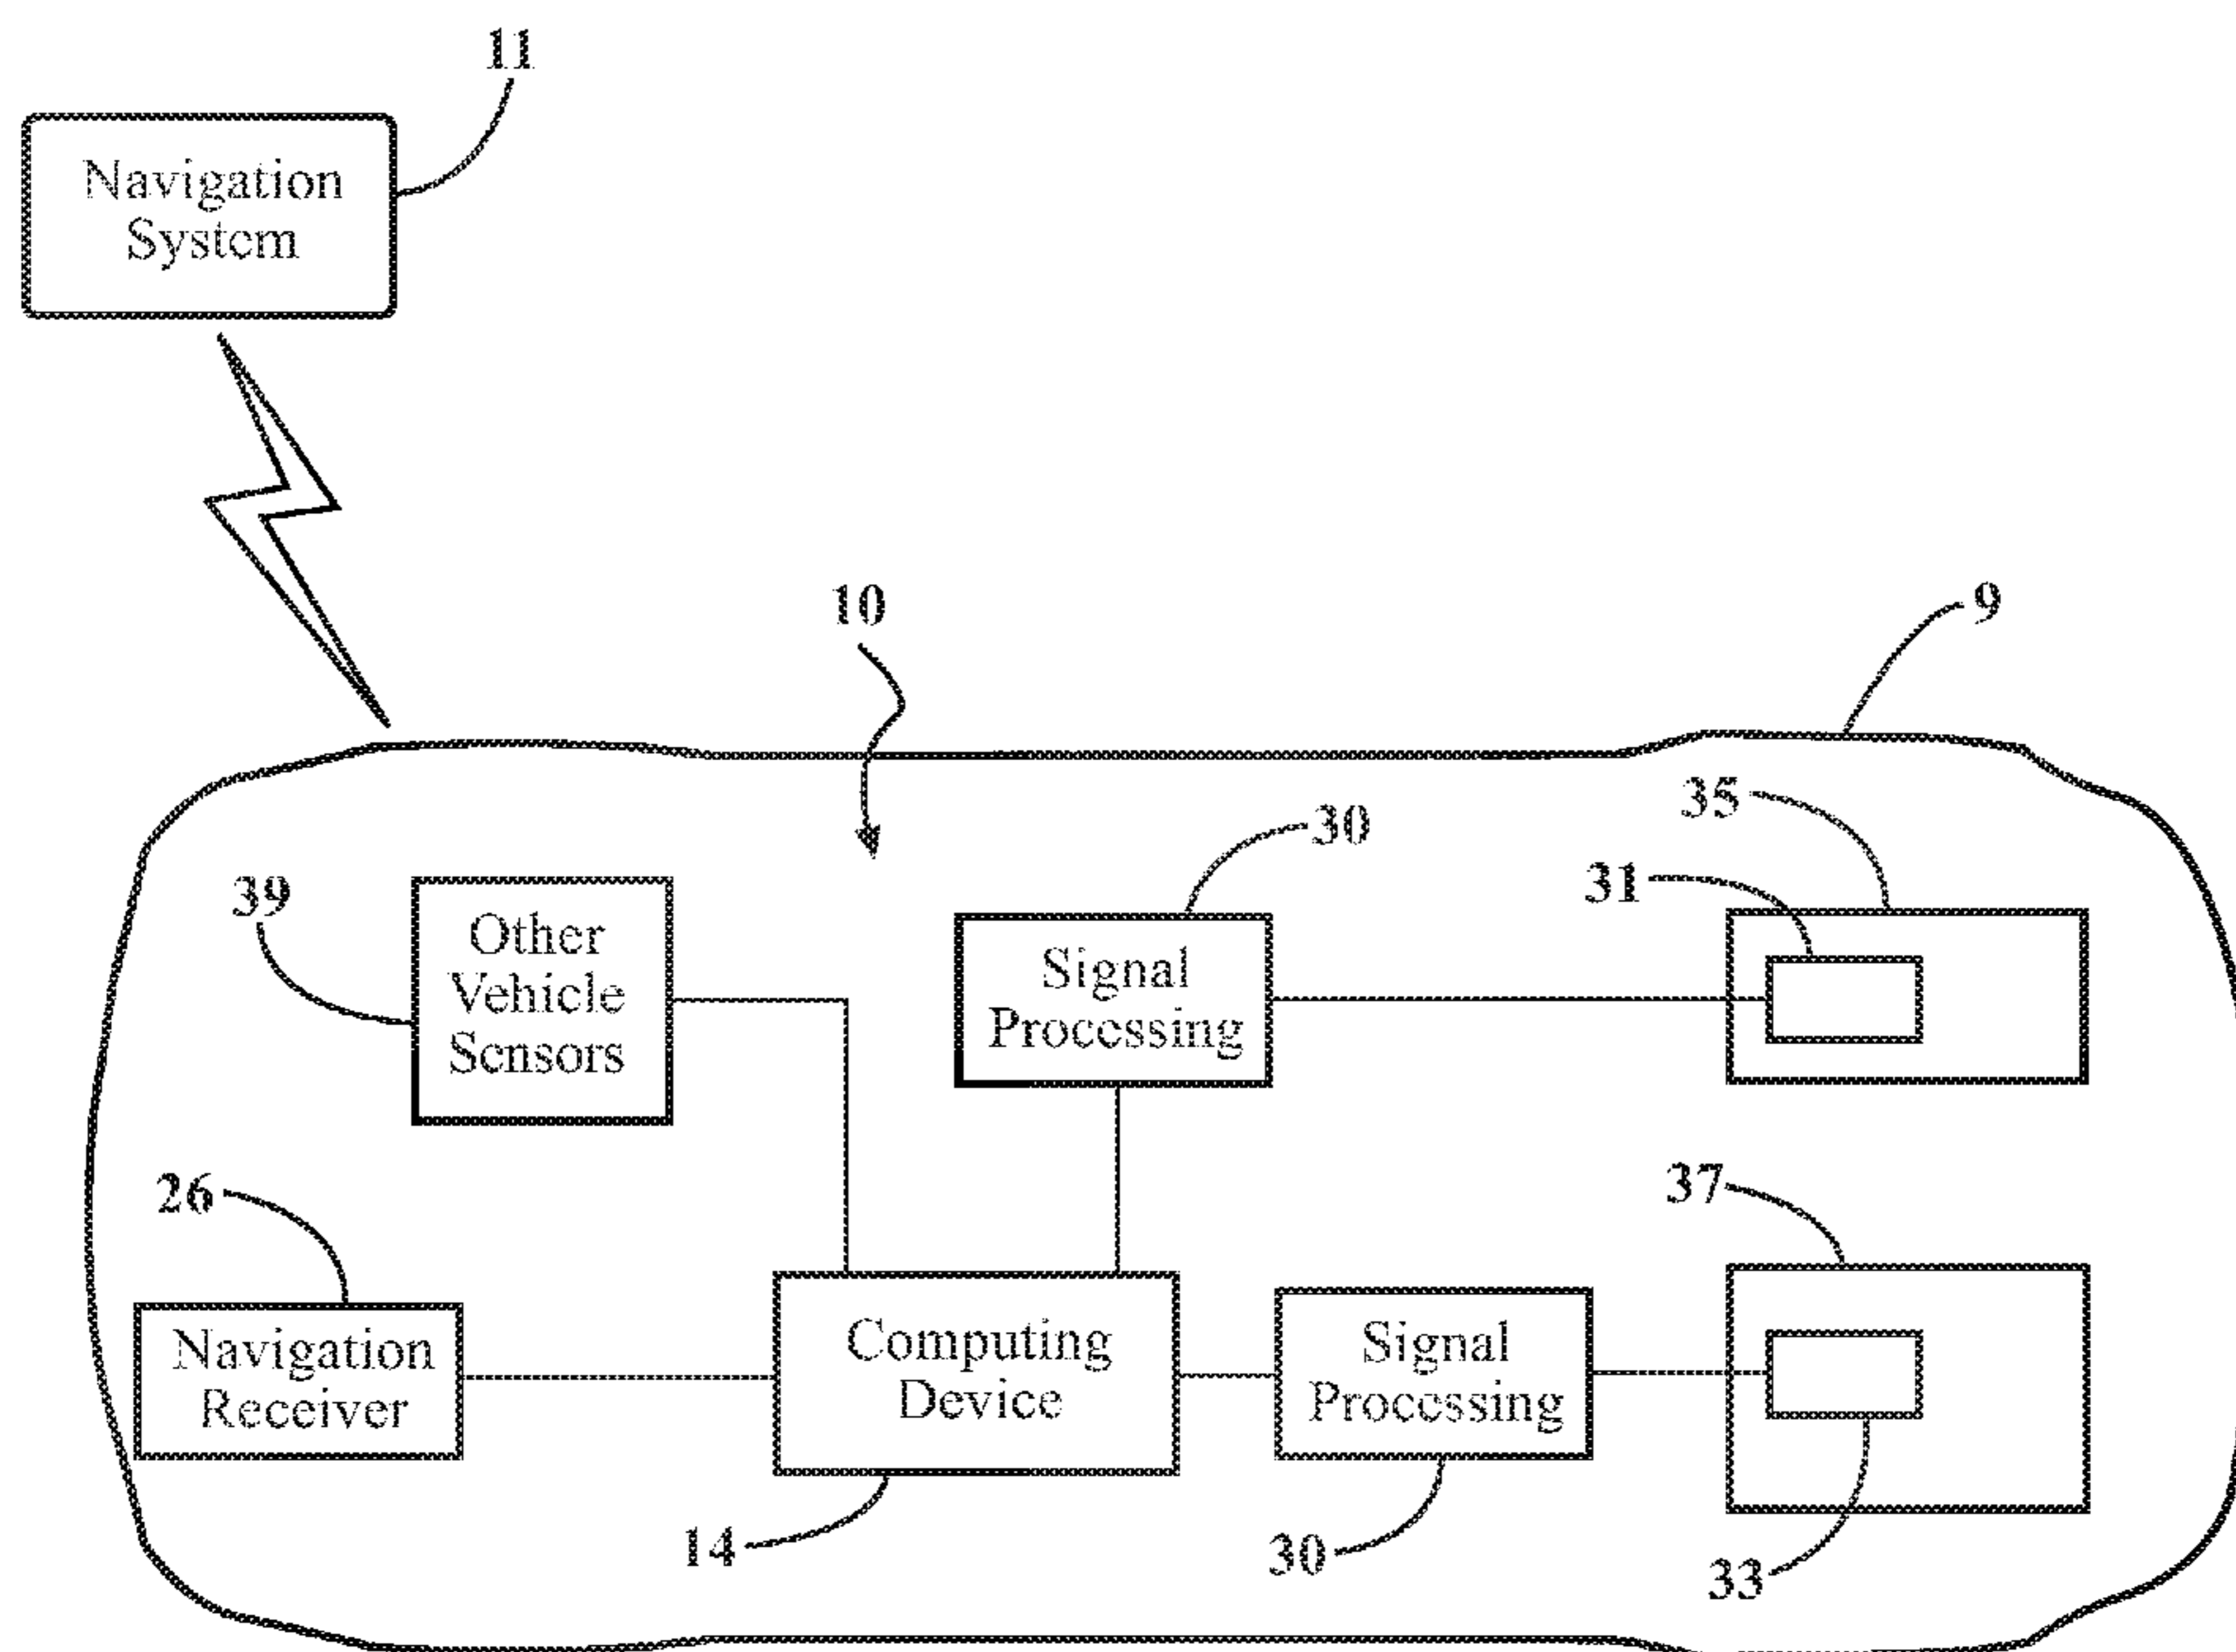 11
Navigation
System
10
9
35
30
31
39
Other
Vehicle
Sensors
Signal
Processing
26
37
Navigation
Receiver
Computing
Device
Signal
Processing
14
30
33